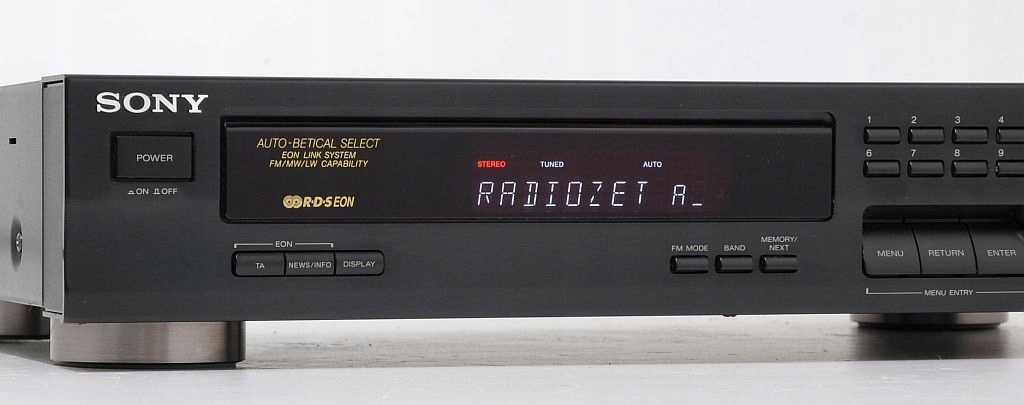 SONY
POWER
ON OFF
AUTO-BETICAL SELECT
EON LINK SYSTEM
FM/MW/LW CAPABILITY
R·D·S EON
STEREO TUNED AUTO
RADIOZET A_
EON
TA NEWS/INFO DISPLAY
FM MODE BAND MEMORY/
NEXT
1 2 3 4
6 7 8 9
MENU RETURN ENTER
MENU ENTRY